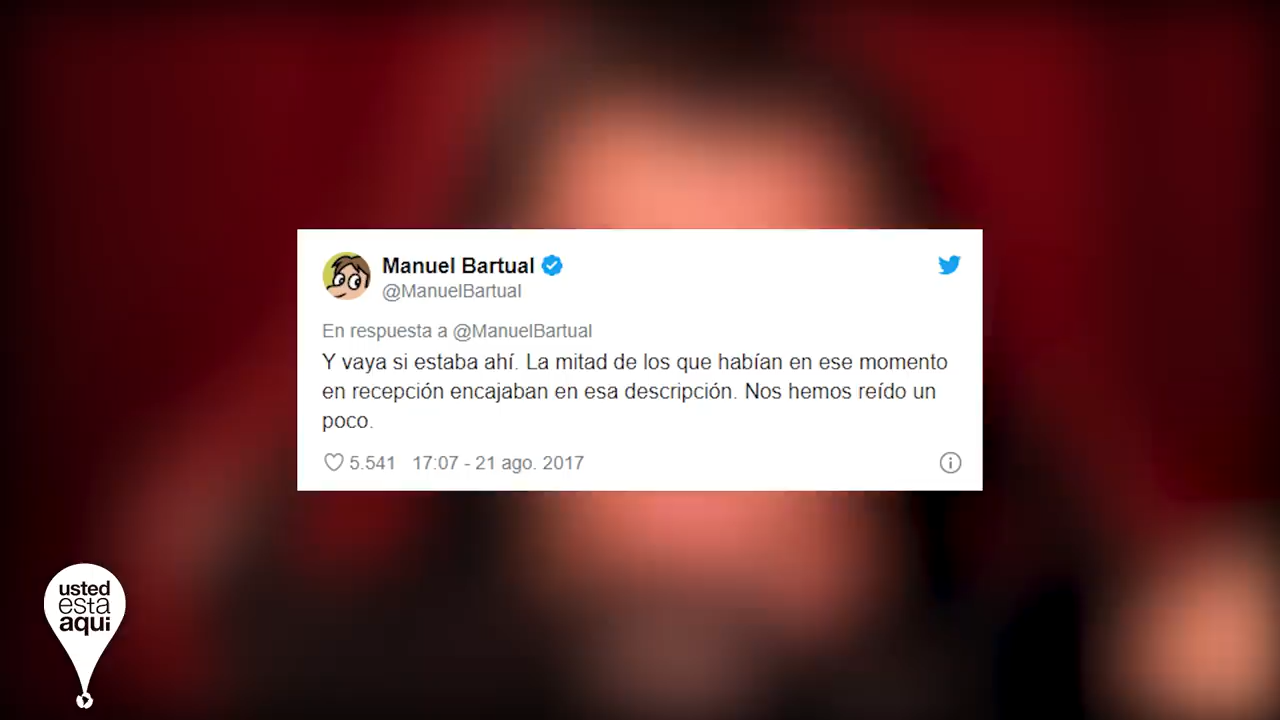 Manuel Bartual
@ManuelBartual
En respuesta a @ManuelBartual
Y vaya si estaba ahí. La mitad de los que habían en ese momento
en recepción encajaban en esa descripción. Nos hemos reído un
poco.
5.541 17:07 - 21 ago. 2017
usted
esta
aqui